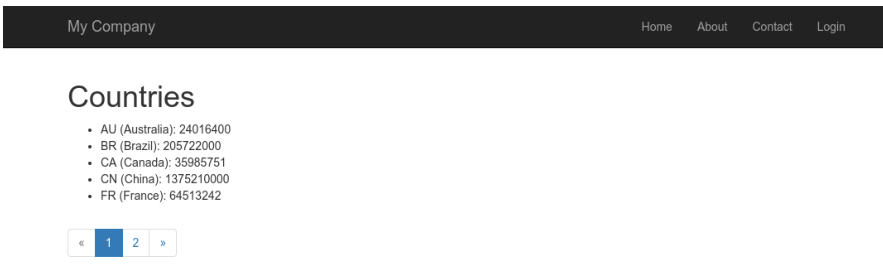 My Company Home About Contact Login
Countries
• AU (Australia): 24016400
• BR (Brazil): 205722000
• CA (Canada): 35985751
• CN (China): 1375210000
• FR (France): 64513242
« 1 2 »